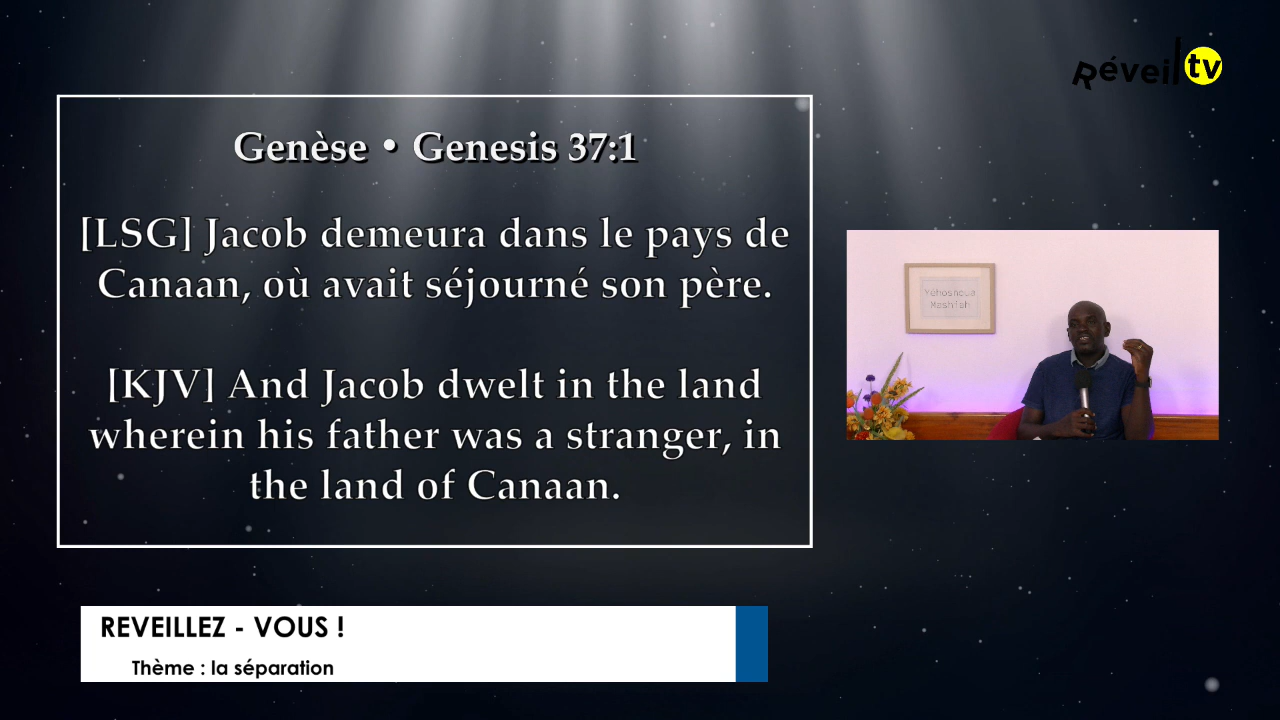 Réveil tv
Genèse • Genesis 37:1
[LSG] Jacob demeura dans le pays de
Canaan, où avait séjourné son père.
[KJV] And Jacob dwelt in the land
wherein his father was a stranger, in
the land of Canaan.
Yéhoshoua
Mashiah
REVEILLEZ - VOUS !
Thème : la séparation